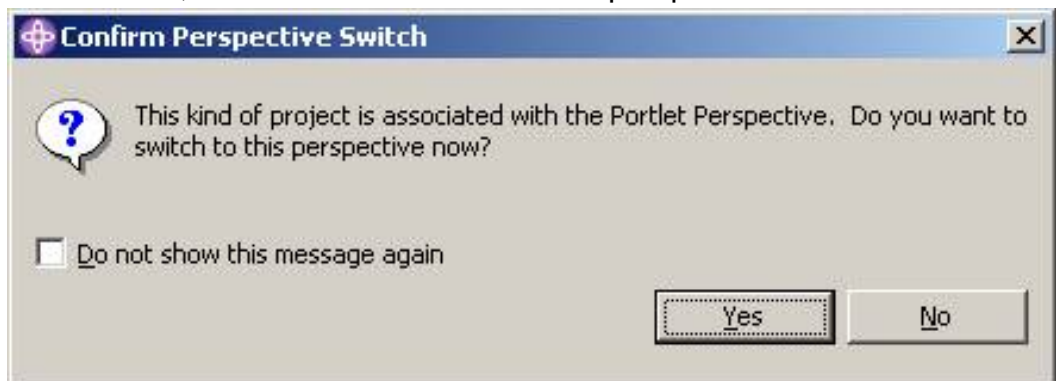 Confirm Perspective Switch
This kind of project is associated with the Portlet Perspective. Do you want to
switch to this perspective now?
Do not show this message again
Yes No